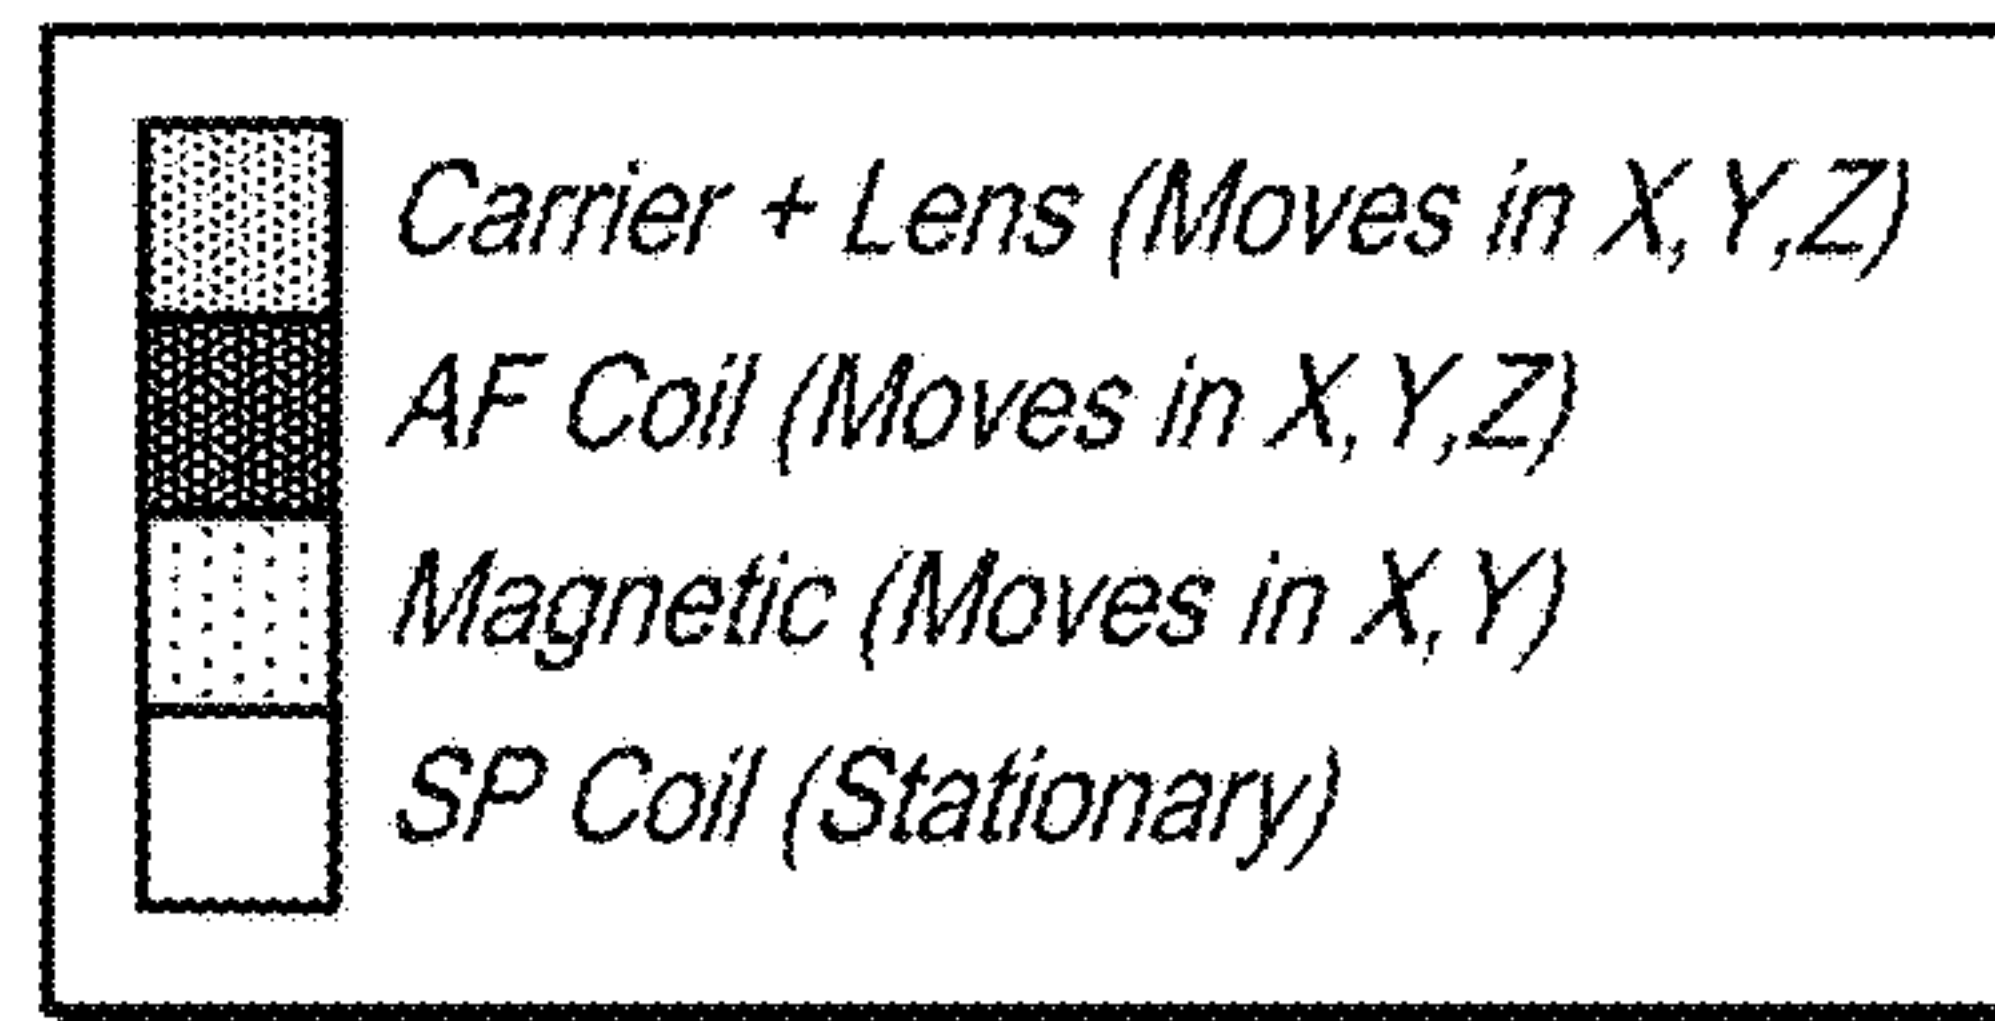 Carrier + Lens (Moves in X,Y,Z)
AF Coil (Moves in X,Y,Z)
Magnetic (Moves in X,Y)
SP Coil (Stationary)